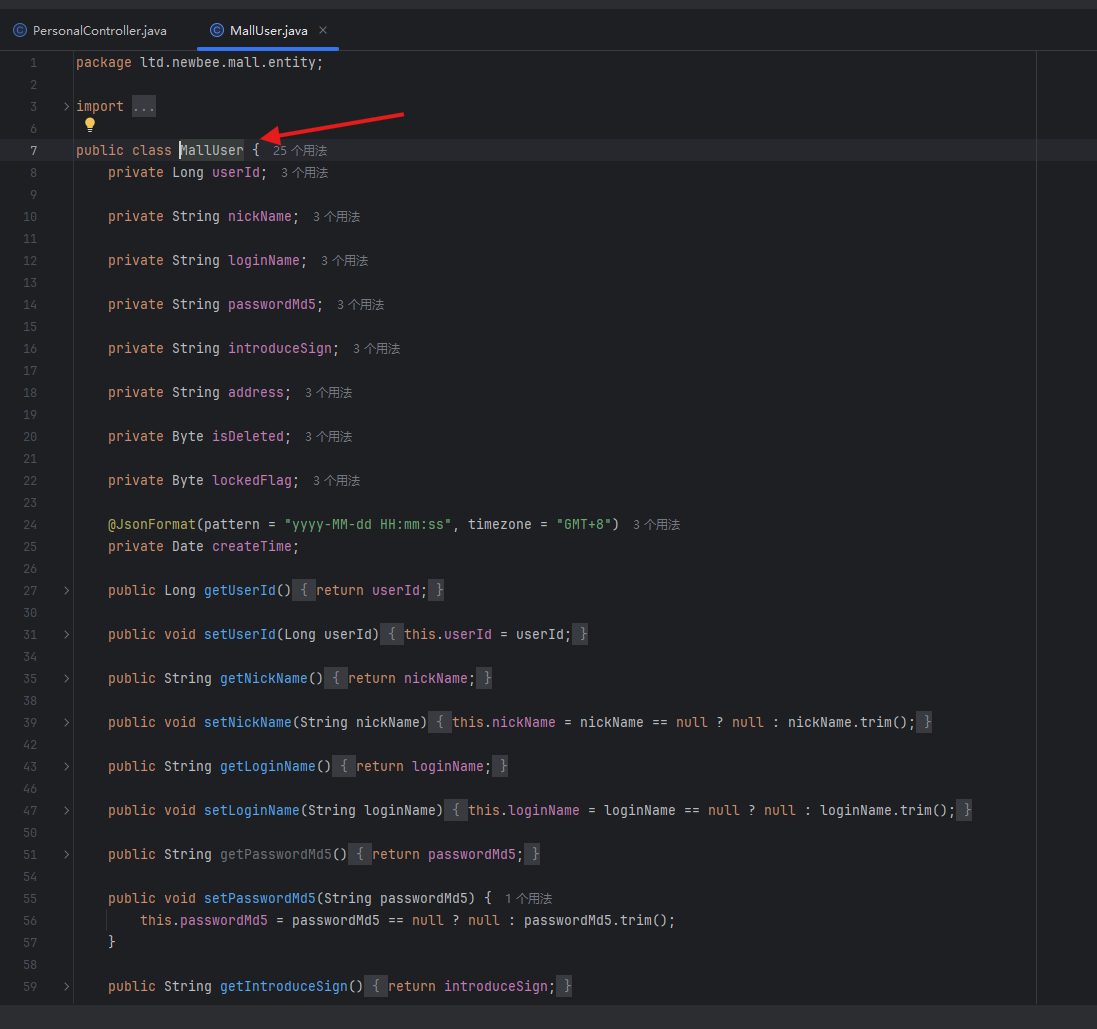 PersonalController.java MallUser.java
1 package ltd.newbee.mall.entity;
2
3 import ...
6
7 public class MallUser { 25 个用法
8 private Long userId; 3 个用法
9
10 private String nickName; 3 个用法
11
12 private String loginName; 3 个用法
13
14 private String passwordMd5; 3 个用法
15
16 private String introduceSign; 3 个用法
17
18 private String address; 3 个用法
19
20 private Byte isDeleted; 3 个用法
21
22 private Byte lockedFlag; 3 个用法
23
24 @JsonFormat(pattern = "yyyy-MM-dd HH:mm:ss", timezone = "GMT+8") 3 个用法
25 private Date createTime;
26
27 public Long getUserId() { return userId; }
30
31 public void setUserId(Long userId) { this.userId = userId; }
34
35 public String getNickName() { return nickName; }
38
39 public void setNickName(String nickName) { this.nickName = nickName == null ? null : nickName.trim(); }
42
43 public String getLoginName() { return loginName; }
46
47 public void setLoginName(String loginName) { this.loginName = loginName == null ? null : loginName.trim(); }
50
51 public String getPasswordMd5() { return passwordMd5; }
54
55 public void setPasswordMd5(String passwordMd5) { 1 个用法
56 this.passwordMd5 = passwordMd5 == null ? null : passwordMd5.trim();
57 }
58
59 public String getIntroduceSign() { return introduceSign; }